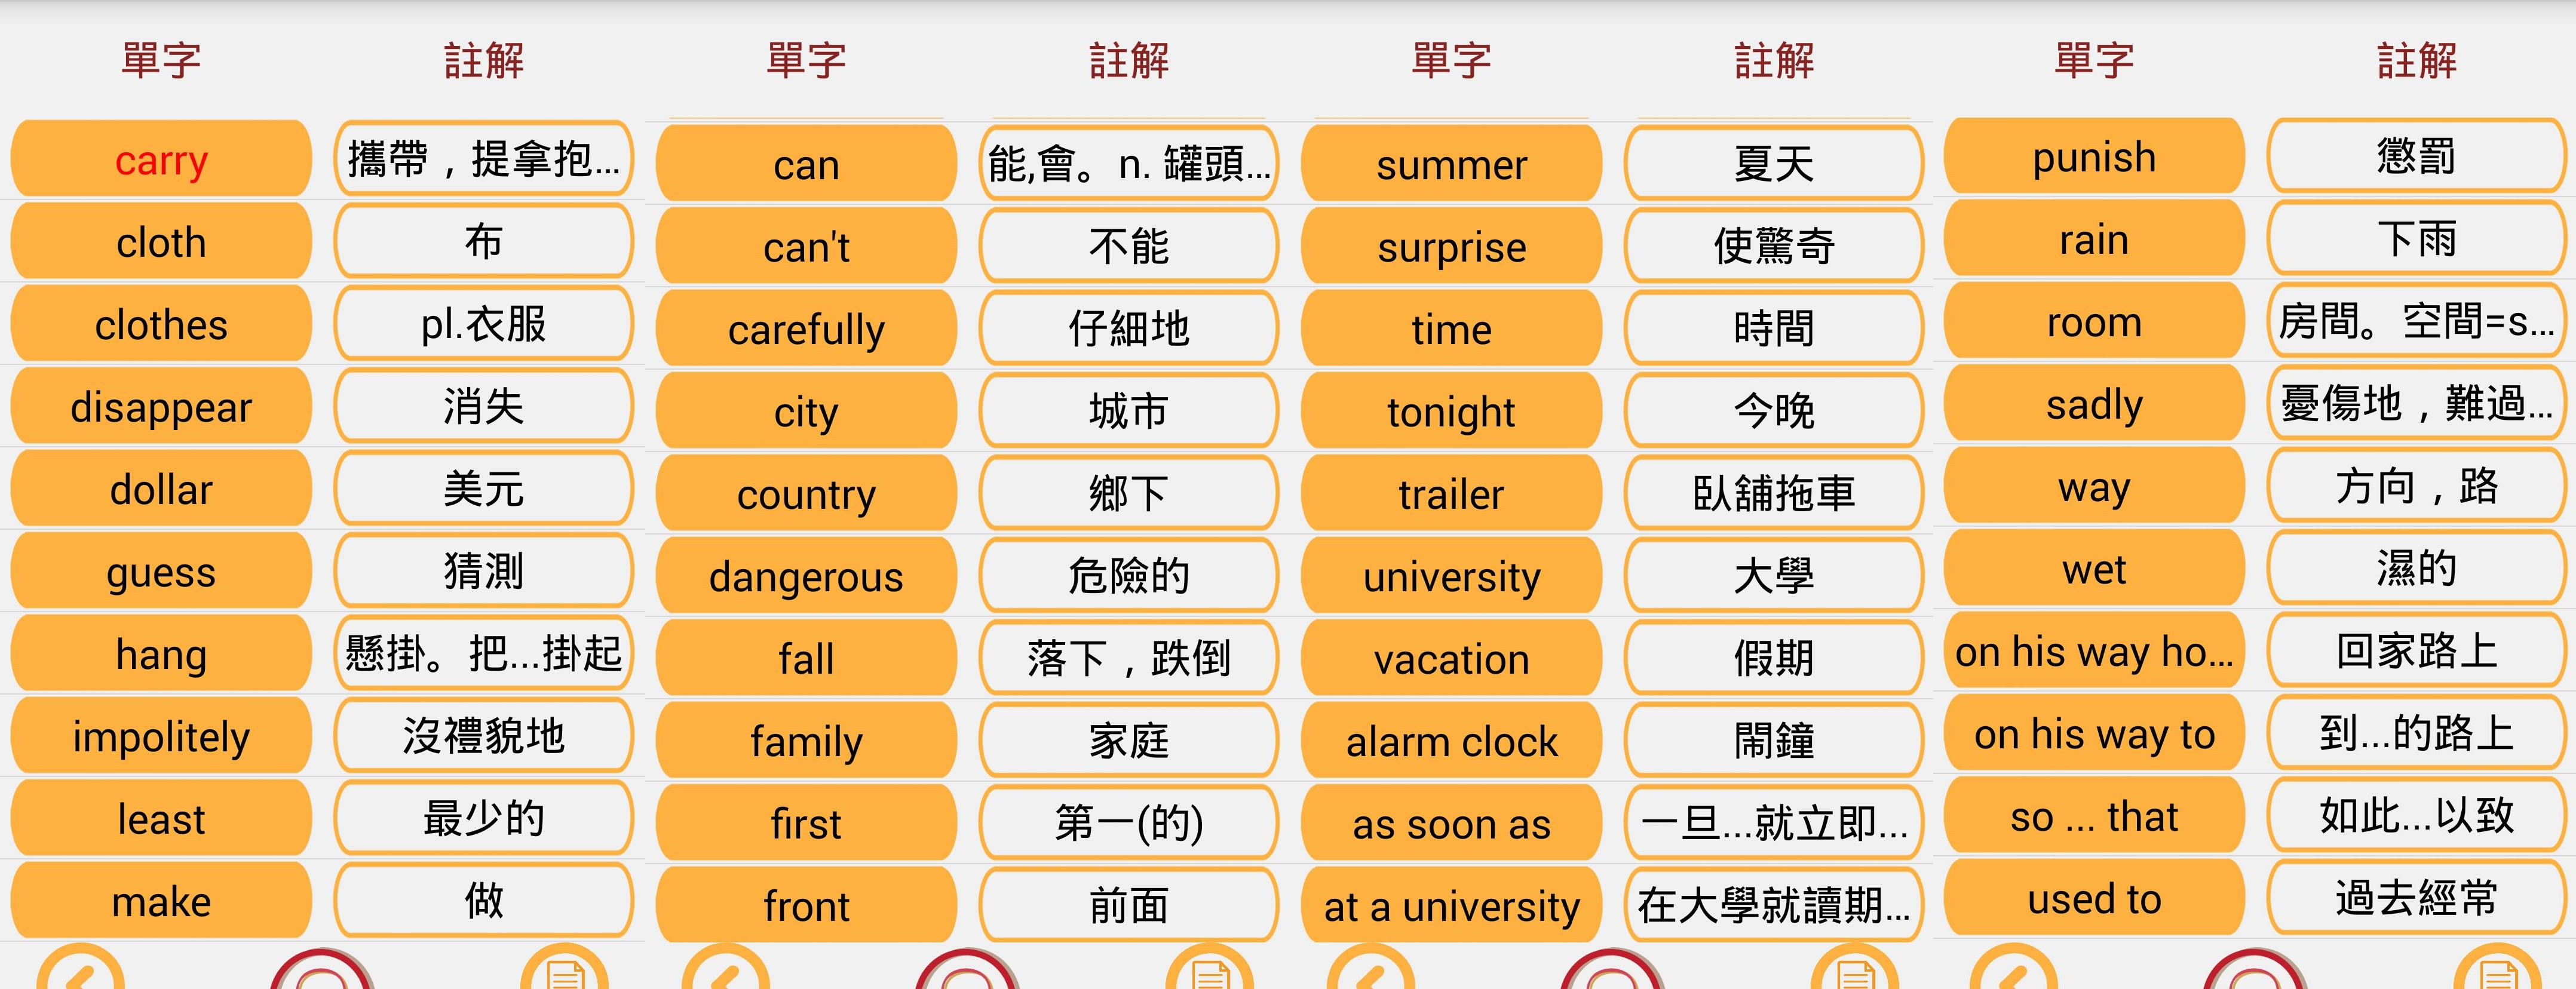 單字 註解 單字 註解 單字 註解 單字 註解
carry 攜帶，提拿抱... can 能,會。n. 罐頭... summer 夏天 punish 懲罰
cloth 布 can't 不能 surprise 使驚奇 rain 下雨
clothes pl.衣服 carefully 仔細地 time 時間 room 房間。空間=s...
disappear 消失 city 城市 tonight 今晚 sadly 憂傷地，難過...
dollar 美元 country 鄉下 trailer 臥舖拖車 way 方向，路
guess 猜測 dangerous 危險的 university 大學 wet 濕的
hang 懸掛。把...掛起 fall 落下，跌倒 vacation 假期 on his way ho... 回家路上
impolitely 沒禮貌地 family 家庭 alarm clock 鬧鐘 on his way to 到...的路上
least 最少的 first 第一(的) as soon as 一旦...就立即... so ... that 如此...以致
make 做 front 前面 at a university 在大學就讀期... used to 過去經常